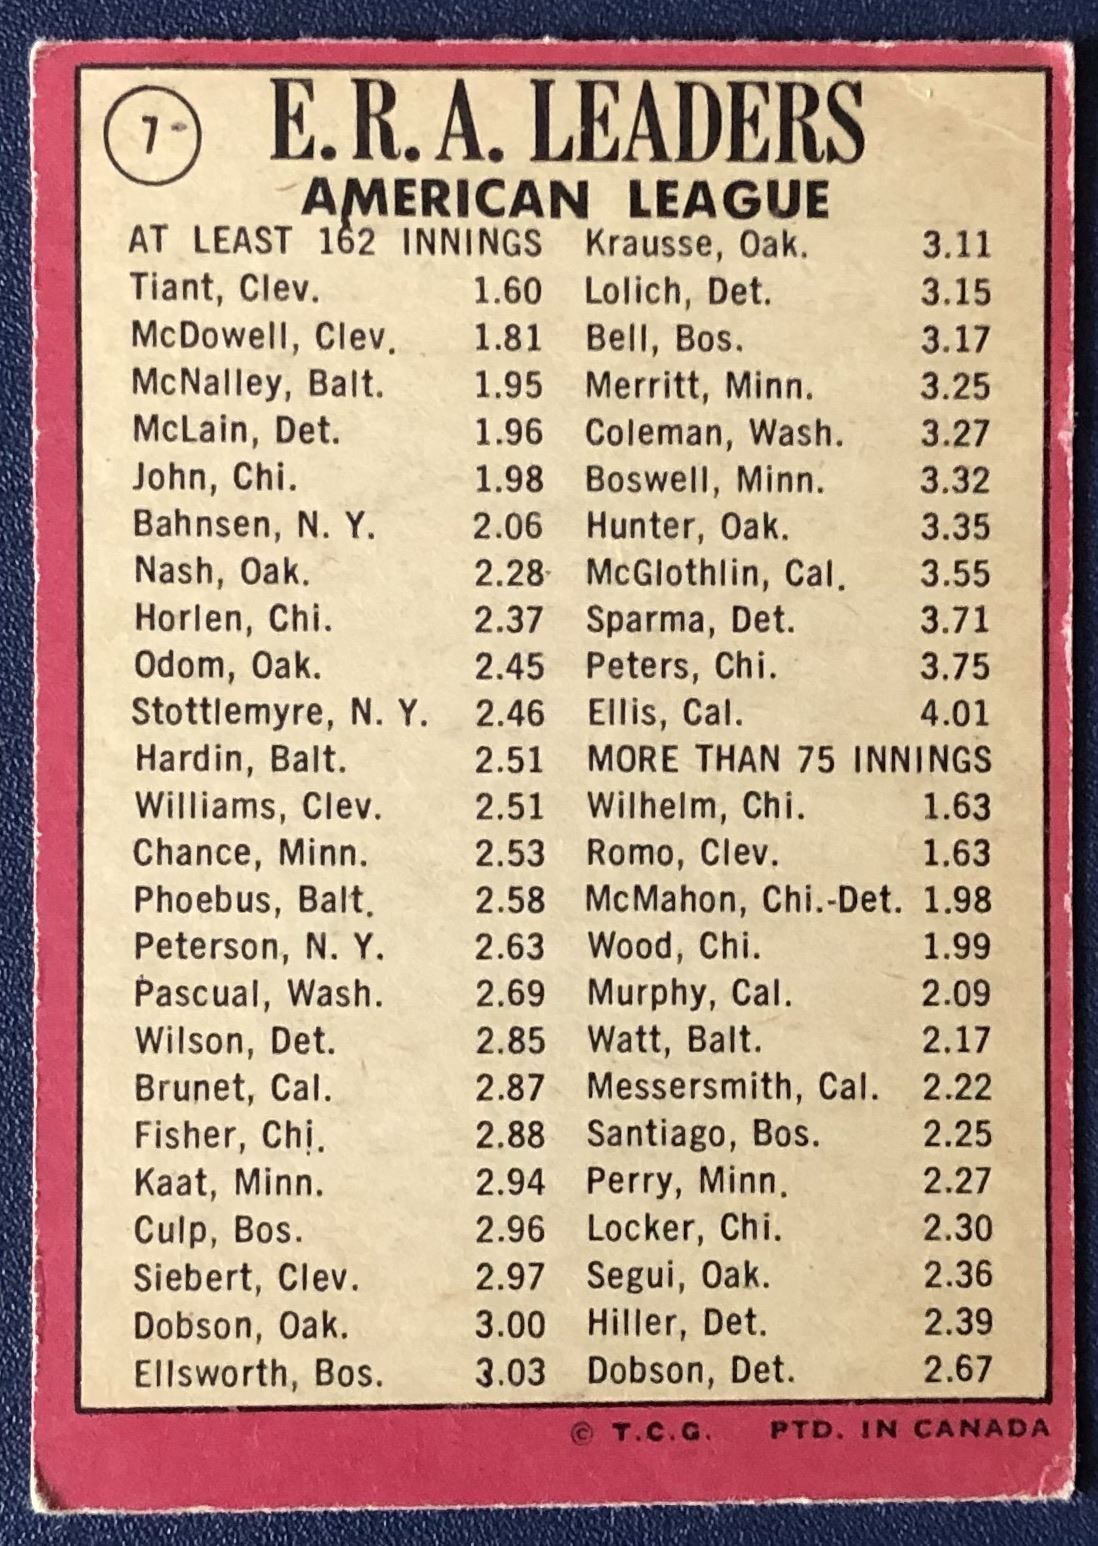 7
E.R.A. LEADERS
AMERICAN LEAGUE
AT LEAST 162 INNINGS
Tiant, Clev. 1.60
McDowell, Clev. 1.81
McNalley, Balt. 1.95
McLain, Det. 1.96
John, Chi. 1.98
Bahnsen, N. Y. 2.06
Nash, Oak. 2.28
Horlen, Chi. 2.37
Odom, Oak. 2.45
Stottlemyre, N. Y. 2.46
Hardin, Balt. 2.51
Williams, Clev. 2.51
Chance, Minn. 2.53
Phoebus, Balt. 2.58
Peterson, N. Y. 2.63
Pascual, Wash. 2.69
Wilson, Det. 2.85
Brunet, Cal. 2.87
Fisher, Chi. 2.88
Kaat, Minn. 2.94
Culp, Bos. 2.96
Siebert, Clev. 2.97
Dobson, Oak. 3.00
Ellsworth, Bos. 3.03
Krausse, Oak. 3.11
Lolich, Det. 3.15
Bell, Bos. 3.17
Merritt, Minn. 3.25
Coleman, Wash. 3.27
Boswell, Minn. 3.32
Hunter, Oak. 3.35
McGlothlin, Cal. 3.55
Sparma, Det. 3.71
Peters, Chi. 3.75
Ellis, Cal. 4.01
MORE THAN 75 INNINGS
Wilhelm, Chi. 1.63
Romo, Clev. 1.63
McMahon, Chi.-Det. 1.98
Wood, Chi. 1.99
Murphy, Cal. 2.09
Watt, Balt. 2.17
Messersmith, Cal. 2.22
Santiago, Bos. 2.25
Perry, Minn. 2.27
Locker, Chi. 2.30
Segui, Oak. 2.36
Hiller, Det. 2.39
Dobson, Det. 2.67
© T.C.G. PTD. IN CANADA